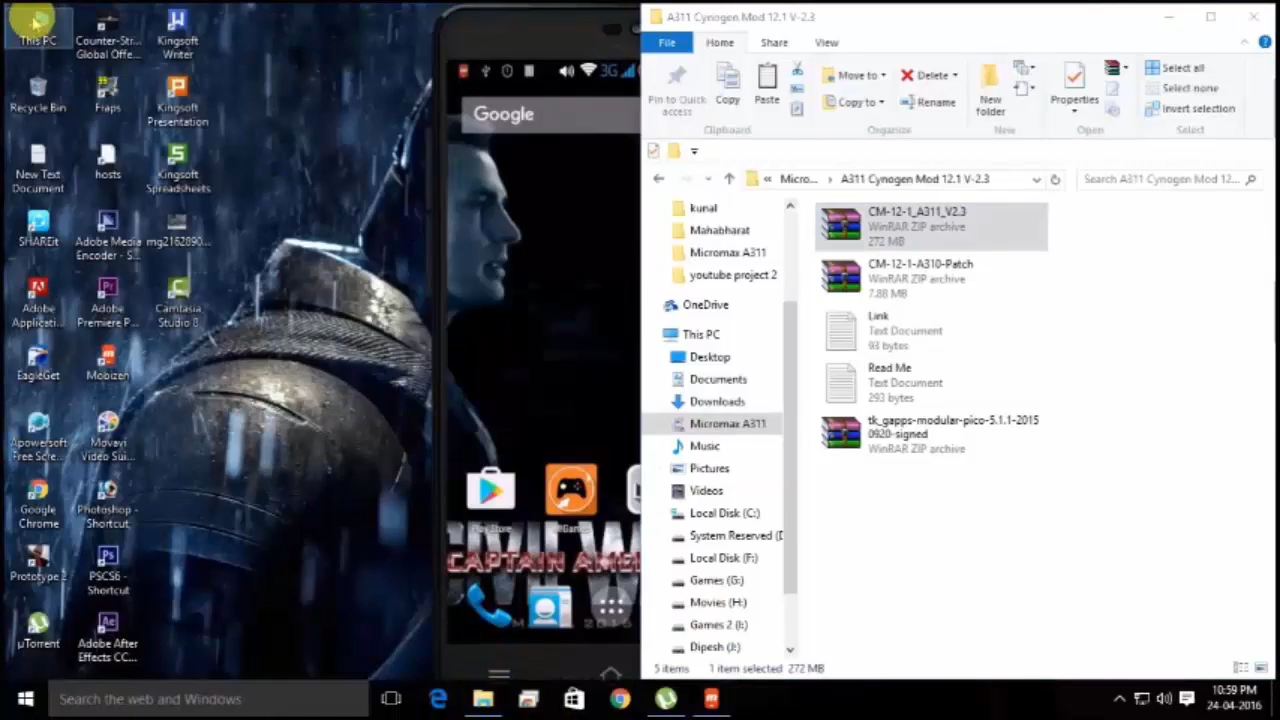 This PC
Counter-Str...
Global Offe...
Kingsoft
Writer
Recycle Bin
Fraps
Kingsoft
Presentation
New Text
Document
hosts
Kingsoft
Spreadsheets
SHAREit
Adobe Media
Encoder - S...
mg2162890...
Adobe
Applicati...
Adobe
Premiere P...
Camtasia
Studio 8
EagleGet
Mobizen
Apowersoft
Free Scre...
Movavi
Video Sui...
Google
Chrome
Photoshop -
Shortcut
Prototype 2
PSCS6 -
Shortcut
µTorrent
Adobe After
Effects CC...
3G
Google
Play Store
CAPTAIN AME
A311 Cynogen Mod 12.1 V-2.3
File
Home
Share
View
Pin to Quick
access
Copy
Paste
Move to
Copy to
Delete
Rename
New
folder
Properties
Select all
Select none
Invert selection
Clipboard
Organize
New
Open
Select
« Micro... › A311 Cynogen Mod 12.1 V-2.3
Search A311 Cynogen Mod 12...
kunal
Mahabharat
Micromax A311
youtube project 2
OneDrive
This PC
Desktop
Documents
Downloads
Micromax A311
Music
Pictures
Videos
Local Disk (C:)
System Reserved (D
Local Disk (F:)
Games (G:)
Movies (H:)
Games 2 (I:)
Dipesh (J:)
CM-12-1_A311_V2.3
WinRAR ZIP archive
272 MB
CM-12-1-A310-Patch
WinRAR ZIP archive
7.88 MB
Link
Text Document
93 bytes
Read Me
Text Document
293 bytes
tk_gapps-modular-pico-5.1.1-2015
0920-signed
WinRAR ZIP archive
5 items
1 item selected 272 MB
Search the web and Windows
10:59 PM
24-04-2016